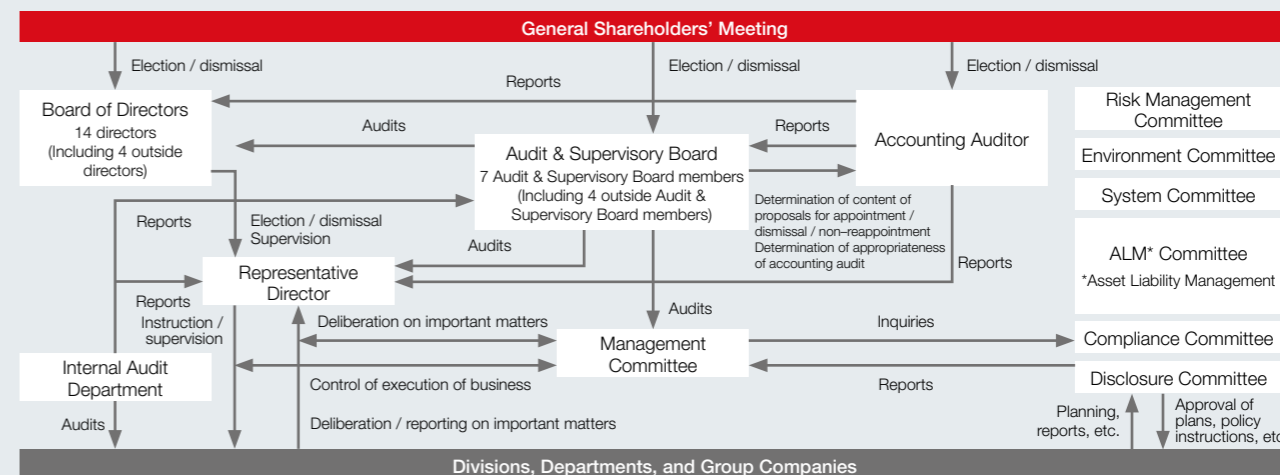 General Shareholders' Meeting
Election / dismissal
Election / dismissal
Election / dismissal
Reports
Board of Directors
14 directors
(Including 4 outside
directors)
Audits
Audit & Supervisory Board
7 Audit & Supervisory Board members
(Including 4 outside Audit &
Supervisory Board members)
Reports
Accounting Auditor
Risk Management
Committee
Environment Committee
System Committee
ALM* Committee
*Asset Liability Management
Compliance Committee
Disclosure Committee
Determination of content of
proposals for appointment /
dismissal / non–reappointment
Determination of appropriateness
of accounting audit
Reports
Reports
Election / dismissal
Supervision
Audits
Representative
Director
Reports
Instruction /
supervision
Deliberation on important matters
Audits
Management
Committee
Inquiries
Reports
Internal Audit
Department
Control of execution of business
Audits
Deliberation / reporting on important matters
Planning,
reports, etc.
Approval of
plans, policy
instructions, etc
Divisions, Departments, and Group Companies